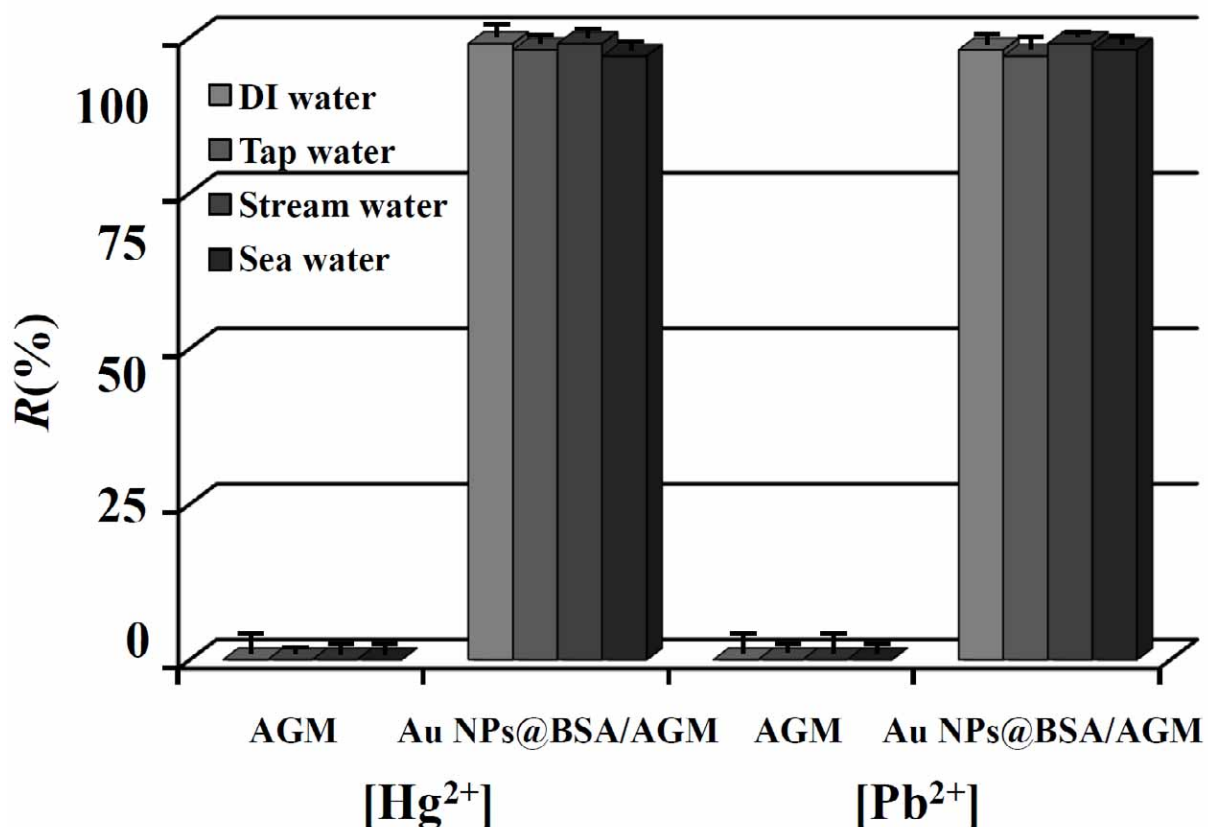 100
75
50
25
0
R(%)
DI water
Tap water
Stream water
Sea water
AGM Au NPs@BSA/AGM AGM Au NPs@BSA/AGM
[Hg²⁺] [Pb²⁺]